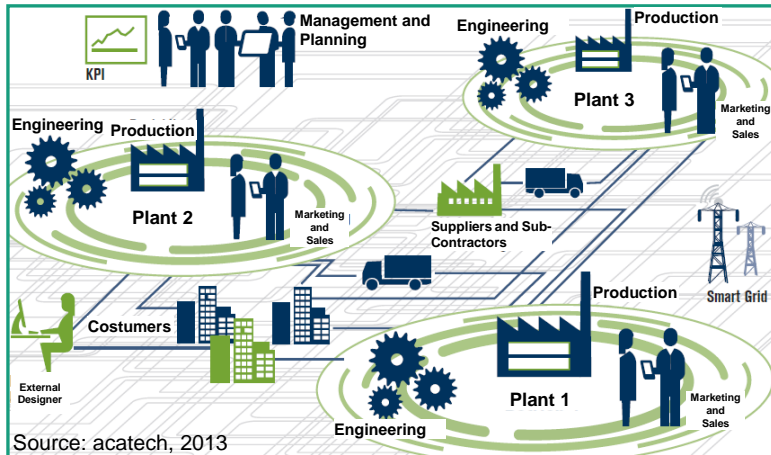 KPI
Management and
Planning
Engineering
Production
Plant 3
Marketing
and
Sales
Engineering
Production
Plant 2
Marketing
and
Sales
Suppliers and Sub-
Contractors
Smart Grid
Costumers
External
Designer
Production
Plant 1
Engineering
Marketing
and
Sales
Source: acatech, 2013